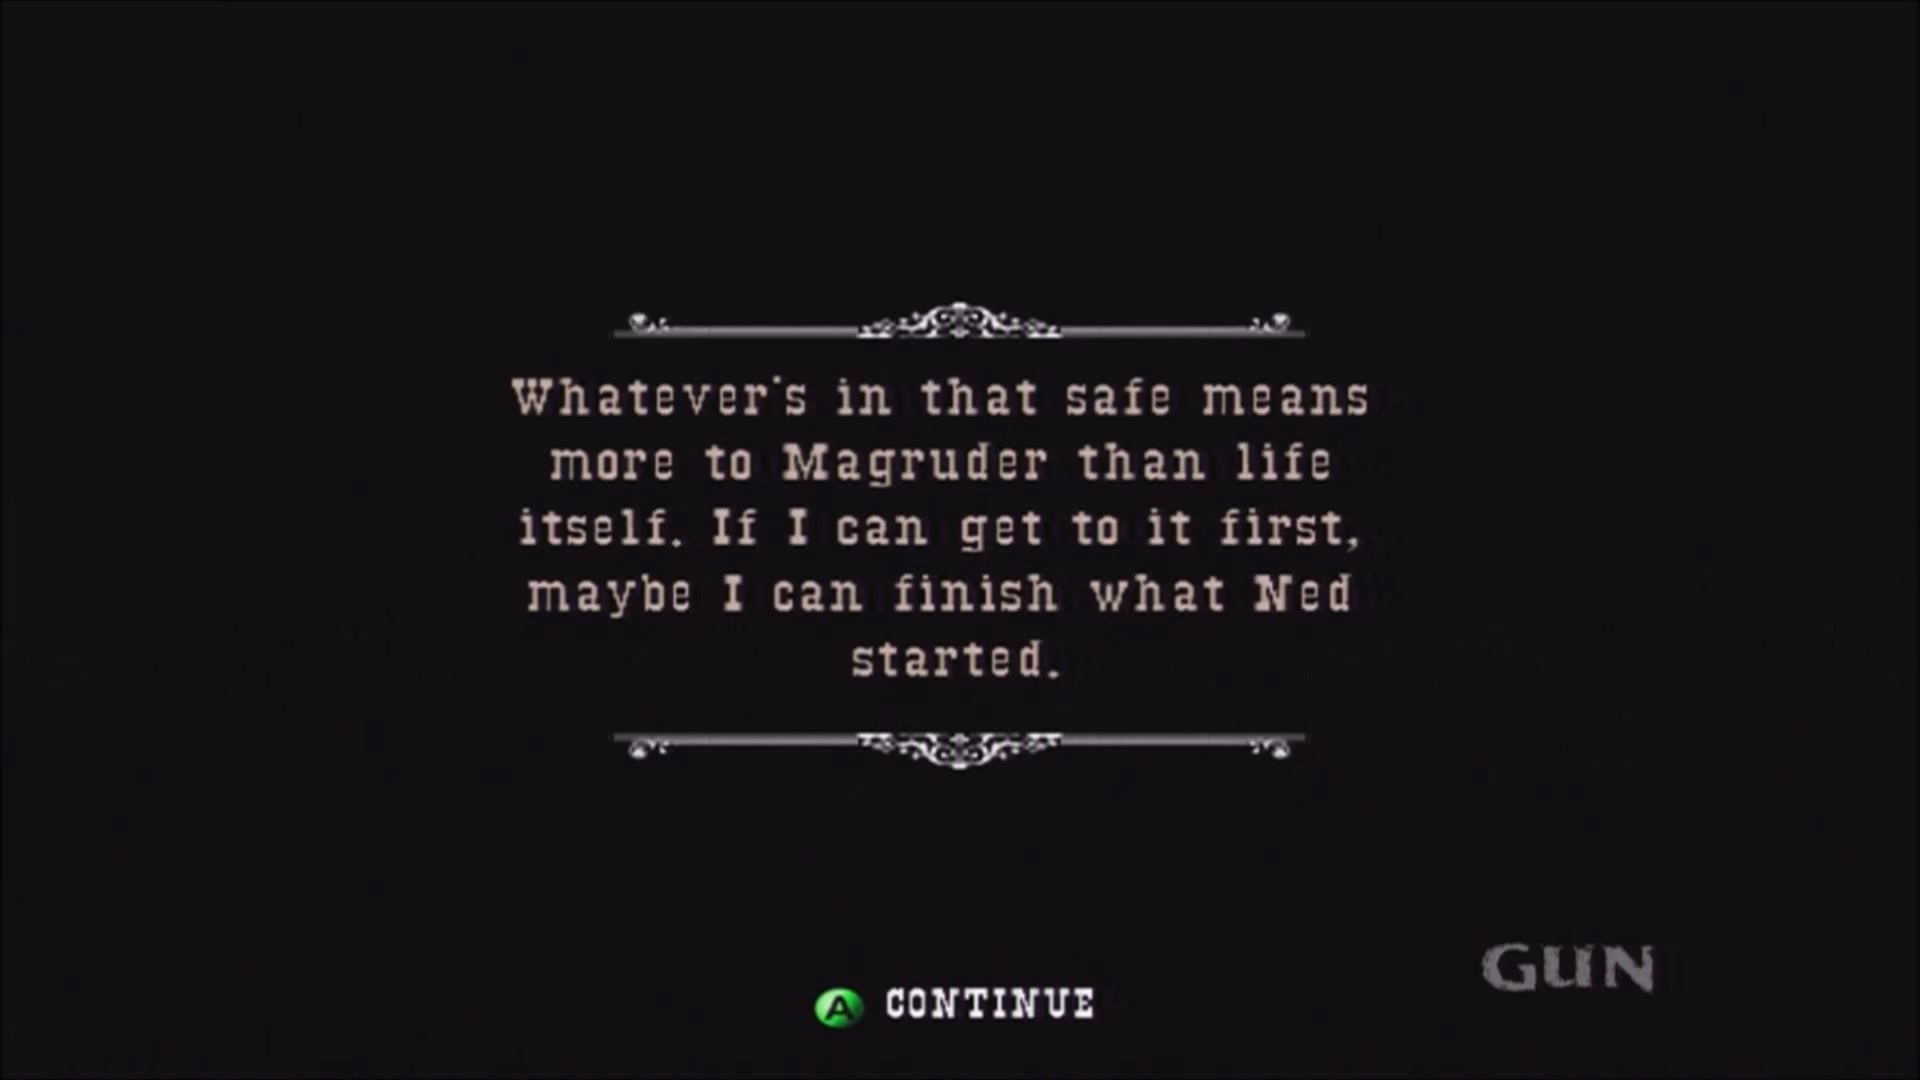 Whatever's in that safe means
more to Magruder than life
itself. If I can get to it first,
maybe I can finish what Ned
started.
GUN
A CONTINUE